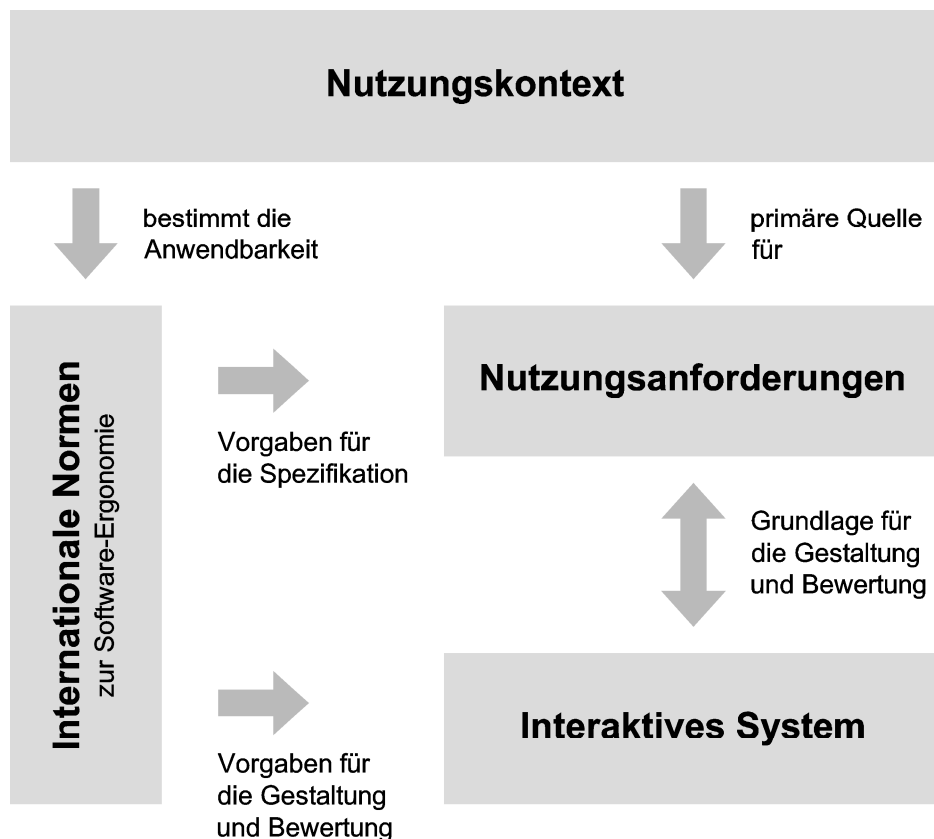 Nutzungskontext
bestimmt die
Anwendbarkeit
primäre Quelle
für
Internationale Normen
zur Software-Ergonomie
Vorgaben für
die Spezifikation
Nutzungsanforderungen
Grundlage für
die Gestaltung
und Bewertung
Vorgaben für
die Gestaltung
und Bewertung
Interaktives System